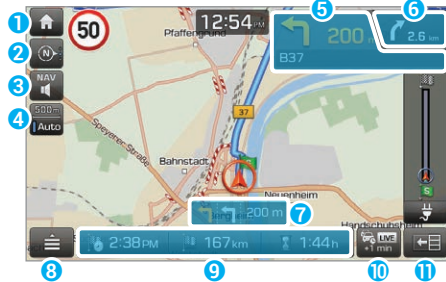 1
50
12:54PM
5
6
Pfaffengrund
200 m
2.6 km
2
N
B37
3
NAV
4
500m
Auto
37
Speyerer-Straße
Bahnstadt
S
Neuenheim
200 m
7
Handschuhsheim
2:38PM
167km
1:44h
LIVE
+1 min
8
9
10
11